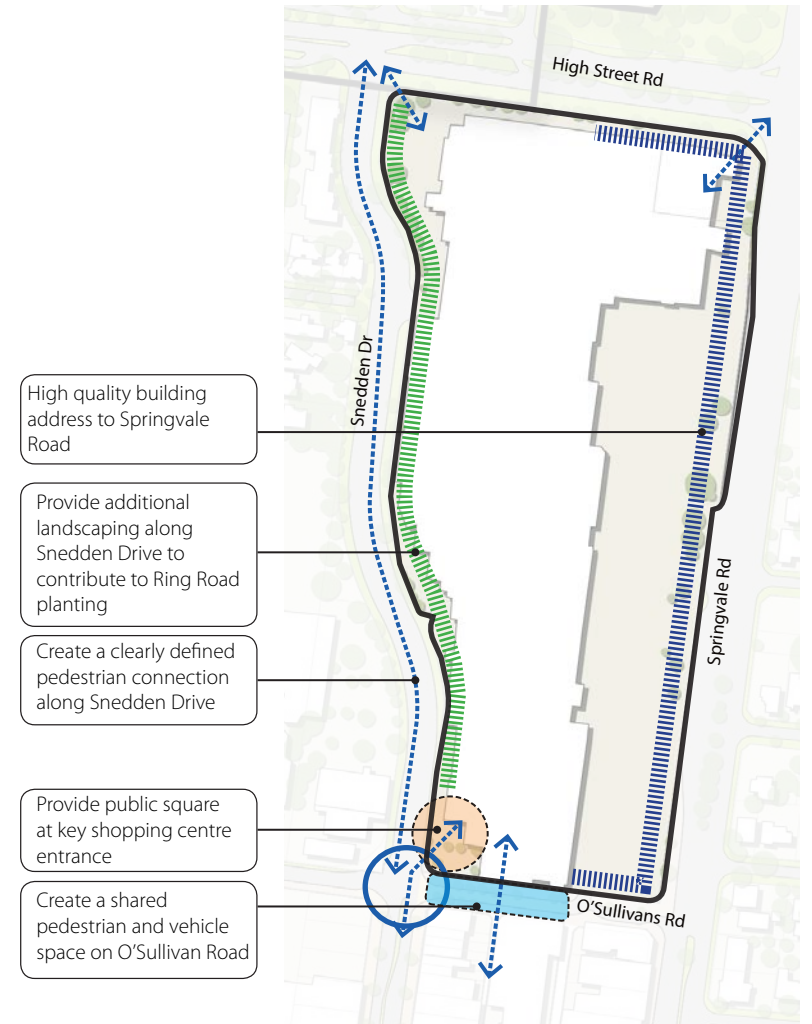 High Street Rd
Snedden Dr
High quality building
address to Springvale
Road
Provide additional
landscaping along
Snedden Drive to
contribute to Ring Road
planting
Springvale Rd
Create a clearly defined
pedestrian connection
along Snedden Drive
Provide public square
at key shopping centre
entrance
Create a shared
pedestrian and vehicle
space on O'Sullivan Road
O'Sullivans Rd